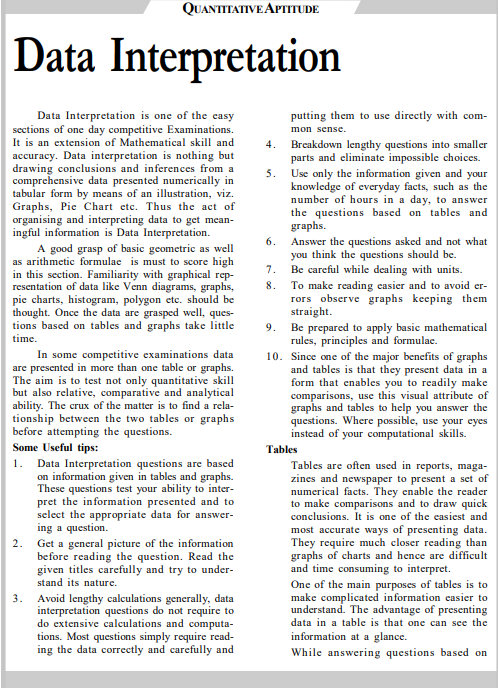 QUANTITATIVE APTITUDE
Data Interpretation
Data Interpretation is one of the easy
sections of one day competitive Examinations.
It is an extension of Mathematical skill and
accuracy. Data interpretation is nothing but
drawing conclusions and inferences from a
comprehensive data presented numerically in
tabular form by means of an illustration, viz.
Graphs, Pie Chart etc. Thus the act of
organising and interpreting data to get mean-
ingful information is Data Interpretation.
A good grasp of basic geometric as well
as arithmetic formulae is must to score high
in this section. Familiarity with graphical rep-
resentation of data like Venn diagrams, graphs,
pie charts, histogram, polygon etc. should be
thought. Once the data are grasped well, ques-
tions based on tables and graphs take little
time.
In some competitive examinations data
are presented in more than one table or graphs.
The aim is to test not only quantitative skill
but also relative, comparative and analytical
ability. The crux of the matter is to find a rela-
tionship between the two tables or graphs
before attempting the questions.
Some Useful tips:
1. Data Interpretation questions are based
on information given in tables and graphs.
These questions test your ability to inter-
pret the information presented and to
select the appropriate data for answer-
ing a question.
2. Get a general picture of the information
before reading the question. Read the
given titles carefully and try to under-
stand its nature.
3. Avoid lengthy calculations generally, data
interpretation questions do not require to
do extensive calculations and computa-
tions. Most questions simply require read-
ing the data correctly and carefully and
putting them to use directly with com-
mon sense.
4. Breakdown lengthy questions into smaller
parts and eliminate impossible choices.
5. Use only the information given and your
knowledge of everyday facts, such as the
number of hours in a day, to answer
the questions based on tables and
graphs.
6. Answer the questions asked and not what
you think the questions should be.
7. Be careful while dealing with units.
8. To make reading easier and to avoid er-
rors observe graphs keeping them
straight.
9. Be prepared to apply basic mathematical
rules, principles and formulae.
10. Since one of the major benefits of graphs
and tables is that they present data in a
form that enables you to readily make
comparisons, use this visual attribute of
graphs and tables to help you answer the
questions. Where possible, use your eyes
instead of your computational skills.
Tables
Tables are often used in reports, maga-
zines and newspaper to present a set of
numerical facts. They enable the reader
to make comparisons and to draw quick
conclusions. It is one of the easiest and
most accurate ways of presenting data.
They require much closer reading than
graphs of charts and hence are difficult
and time consuming to interpret.
One of the main purposes of tables is to
make complicated information easier to
understand. The advantage of presenting
data in a table is that one can see the
information at a glance.
While answering questions based on